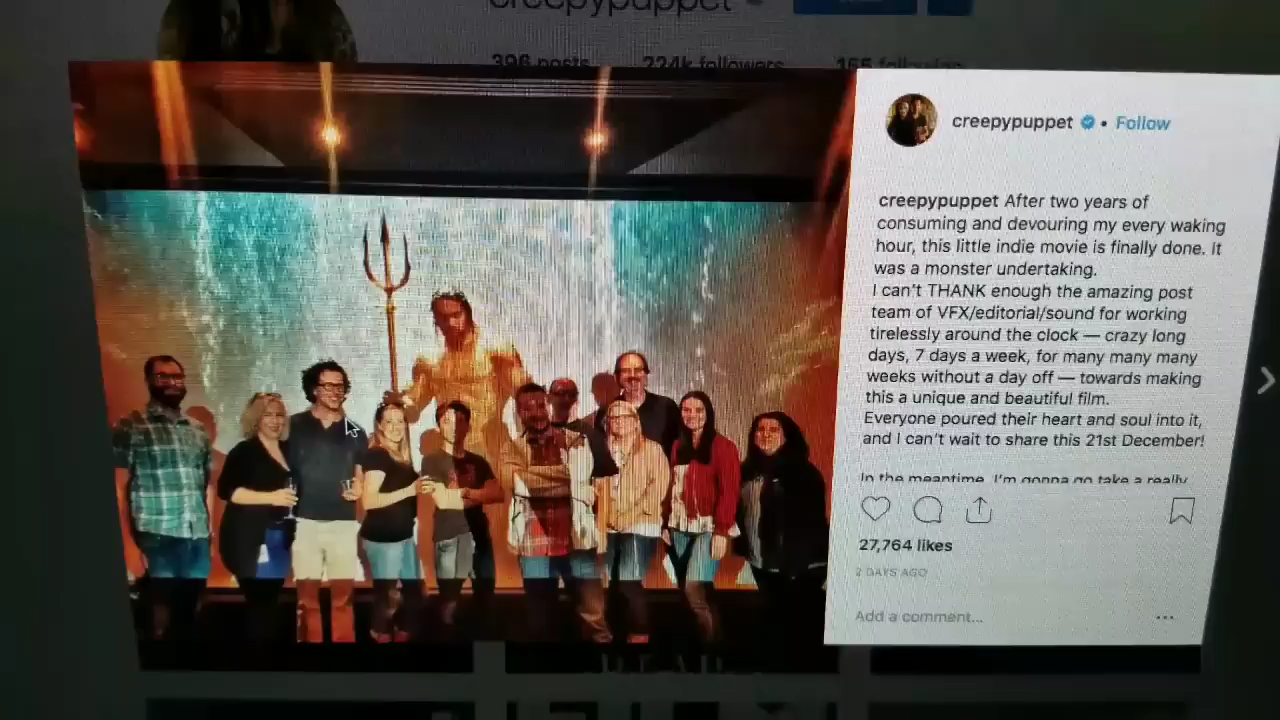 creepypuppet
396 posts 224k followers 165 following
creepypuppet • Follow
creepypuppet After two years of
consuming and devouring my every waking
hour, this little indie movie is finally done. It
was a monster undertaking.
I can't THANK enough the amazing post
team of VFX/editorial/sound for working
tirelessly around the clock — crazy long
days, 7 days a week, for many many many
weeks without a day off — towards making
this a unique and beautiful film.
Everyone poured their heart and soul into it,
and I can't wait to share this 21st December!
In the meantime, I'm gonna go take a really
27,764 likes
2 DAYS AGO
Add a comment...